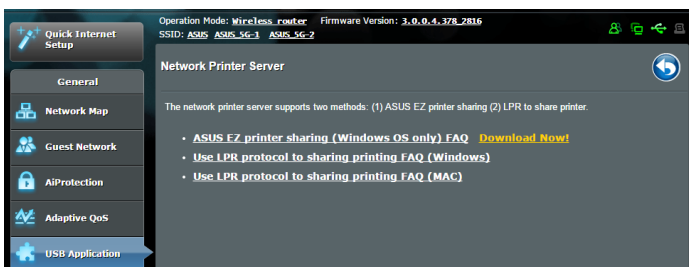 Quick Internet
Setup
Operation Mode: Wireless router Firmware Version: 3.0.0.4.378_2816
SSID: ASUS ASUS_5G-1 ASUS_5G-2
General
Network Map
Guest Network
AiProtection
Adaptive QoS
USB Application
Network Printer Server
The network printer server supports two methods: (1) ASUS EZ printer sharing (2) LPR to share printer.
• ASUS EZ printer sharing (Windows OS only) FAQ Download Now!
• Use LPR protocol to sharing printing FAQ (Windows)
• Use LPR protocol to sharing printing FAQ (MAC)